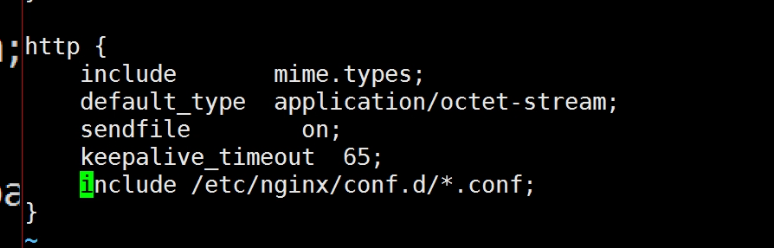 http {
    include       mime.types;
    default_type  application/octet-stream;
    sendfile        on;
    keepalive_timeout  65;
    include /etc/nginx/conf.d/*.conf;
}
~